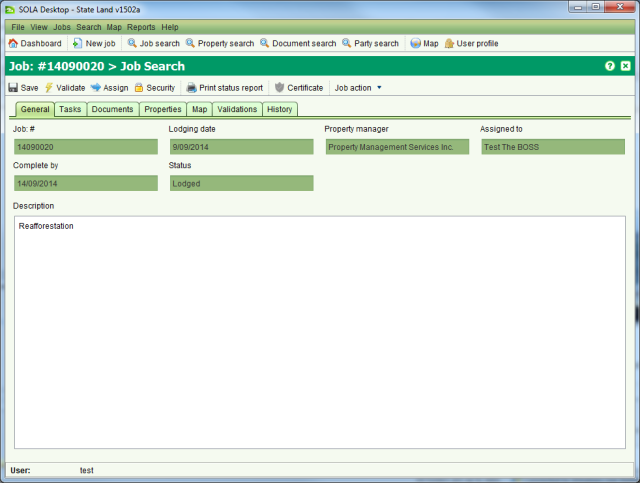 SOLA Desktop - State Land v1502a
File View Jobs Search Map Reports Help
Dashboard New job Job search Property search Document search Party search Map User profile
Job: #14090020 > Job Search
Save Validate Assign Security Print status report Certificate Job action
General Tasks Documents Properties Map Validations History
Job: # Lodging date Property manager Assigned to
14090020 9/09/2014 Property Management Services Inc. Test The BOSS
Complete by Status
14/09/2014 Lodged
Description
Reafforestation
User: test